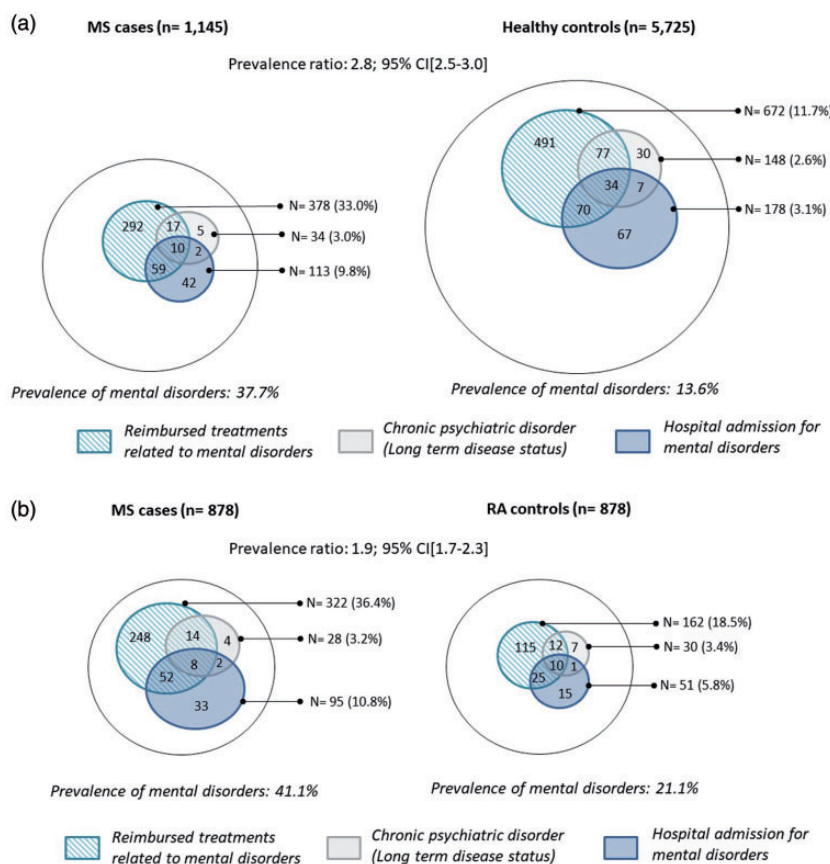 (a)
MS cases (n= 1,145)
Healthy controls (n= 5,725)
Prevalence ratio: 2.8; 95% CI[2.5-3.0]
292
17
5
10
2
59
42
N= 378 (33.0%)
N= 34 (3.0%)
N= 113 (9.8%)
491
77
30
34
7
70
67
N= 672 (11.7%)
N= 148 (2.6%)
N= 178 (3.1%)
Prevalence of mental disorders: 37.7%
Prevalence of mental disorders: 13.6%
Reimbursed treatments
related to mental disorders
Chronic psychiatric disorder
(Long term disease status)
Hospital admission for
mental disorders
(b)
MS cases (n= 878)
RA controls (n= 878)
Prevalence ratio: 1.9; 95% CI[1.7-2.3]
248
14
4
8
2
52
33
N= 322 (36.4%)
N= 28 (3.2%)
N= 95 (10.8%)
115
12
7
10
1
25
15
N= 162 (18.5%)
N= 30 (3.4%)
N= 51 (5.8%)
Prevalence of mental disorders: 41.1%
Prevalence of mental disorders: 21.1%
Reimbursed treatments
related to mental disorders
Chronic psychiatric disorder
(Long term disease status)
Hospital admission for
mental disorders